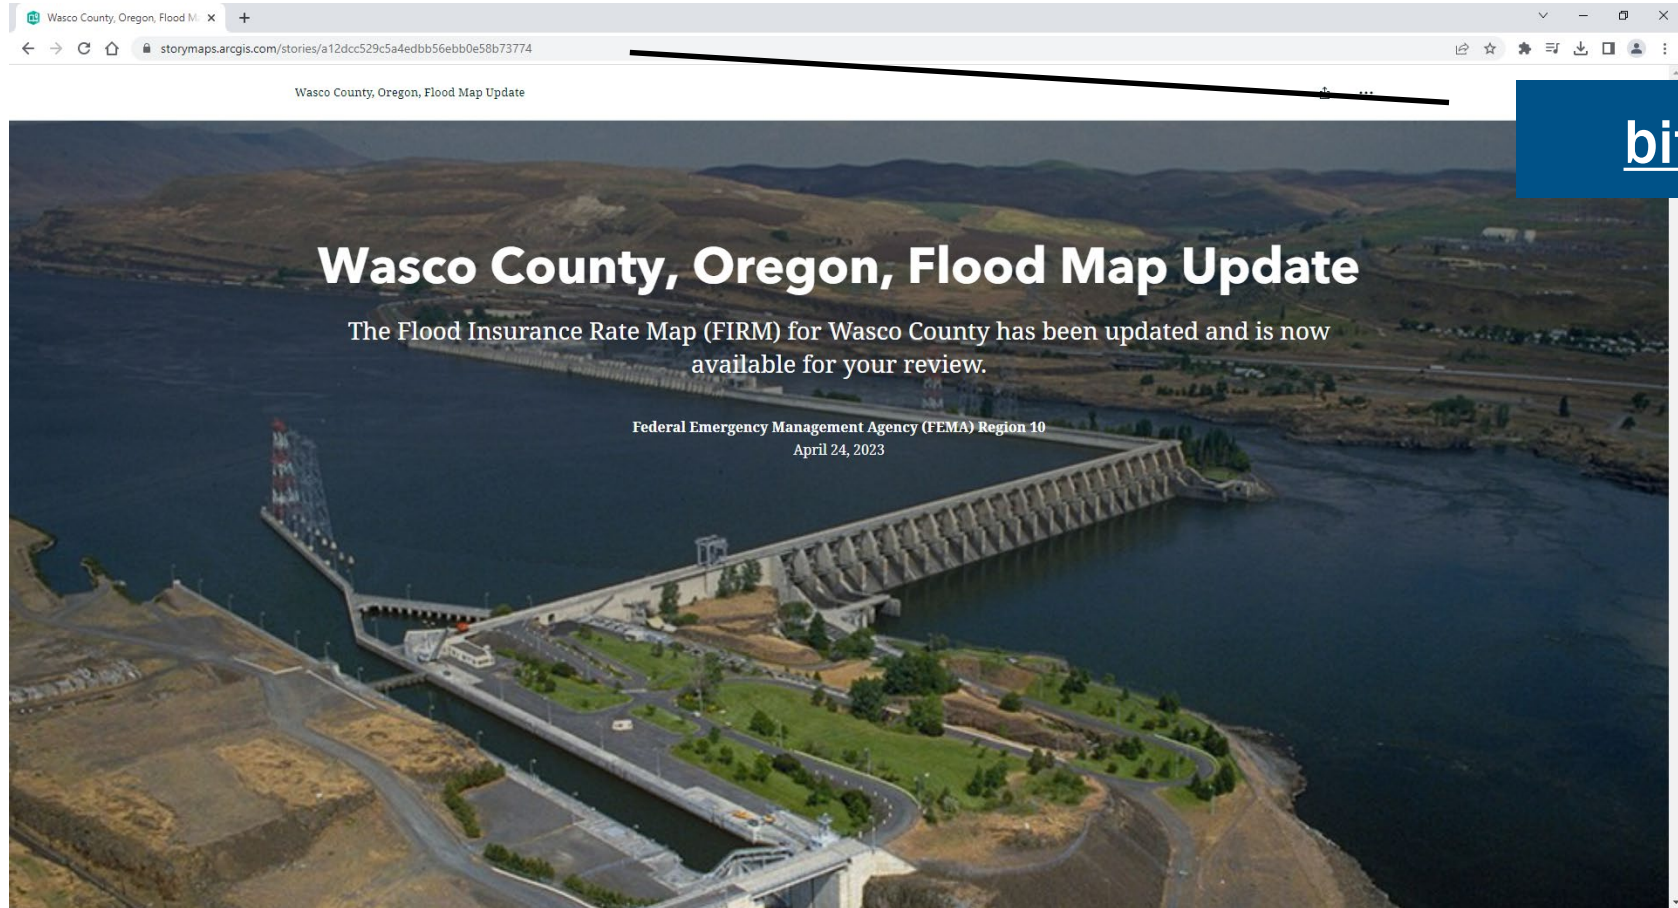 Wasco County, Oregon, Flood M
storymaps.arcgis.com/stories/a12dcc529c5a4edbb56ebb0e58b73774
Wasco County, Oregon, Flood Map Update
Wasco County, Oregon, Flood Map Update
The Flood Insurance Rate Map (FIRM) for Wasco County has been updated and is now
available for your review.
Federal Emergency Management Agency (FEMA) Region 10
April 24, 2023